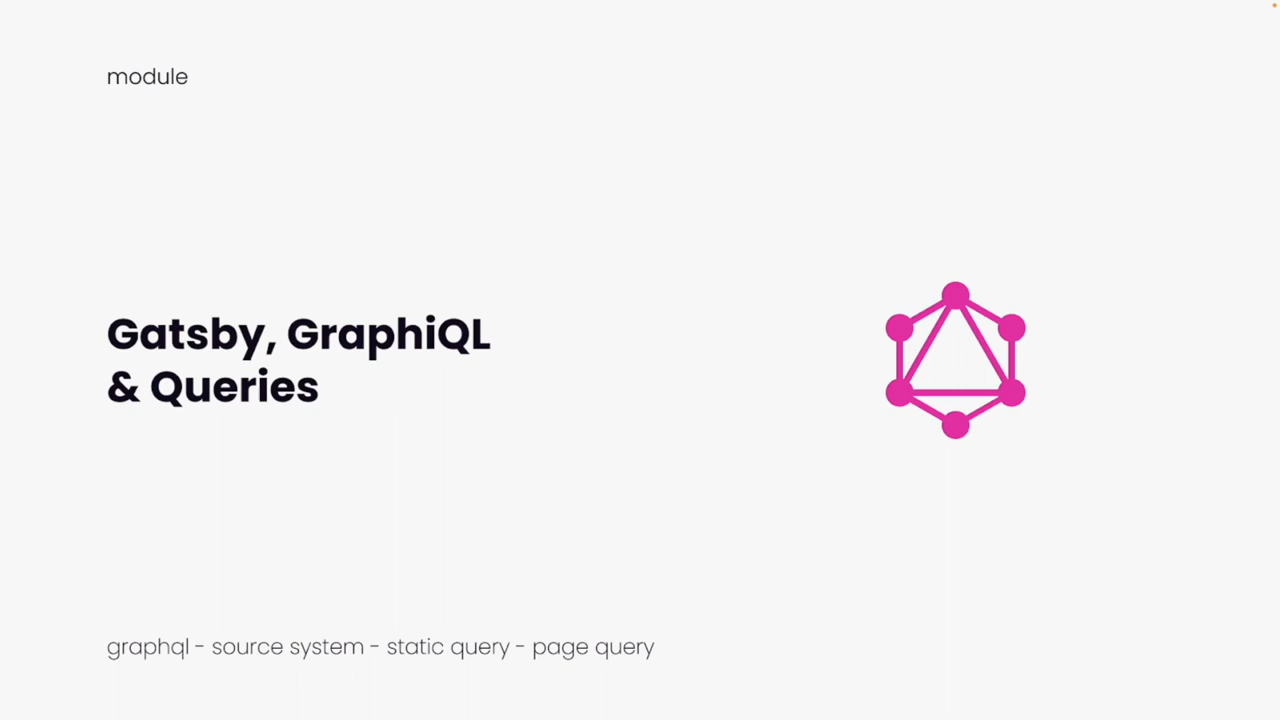 module
Gatsby, GraphiQL
& Queries
graphql - source system - static query - page query